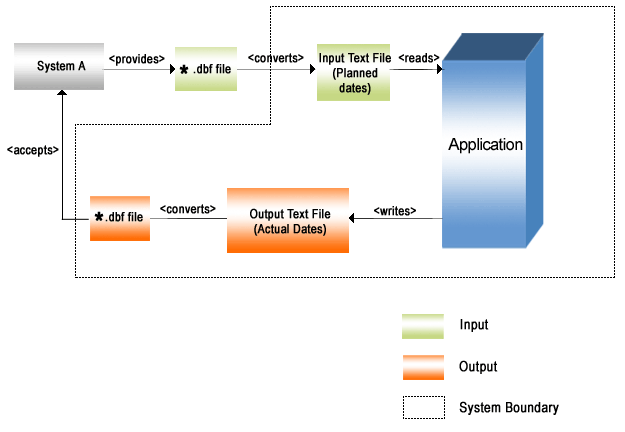 System A
<provides>
* .dbf file
<converts>
Input Text File
(Planned
dates)
<reads>
Application
<accepts>
*.dbf file
<converts>
Output Text File
(Actual Dates)
<writes>
Input
Output
System Boundary